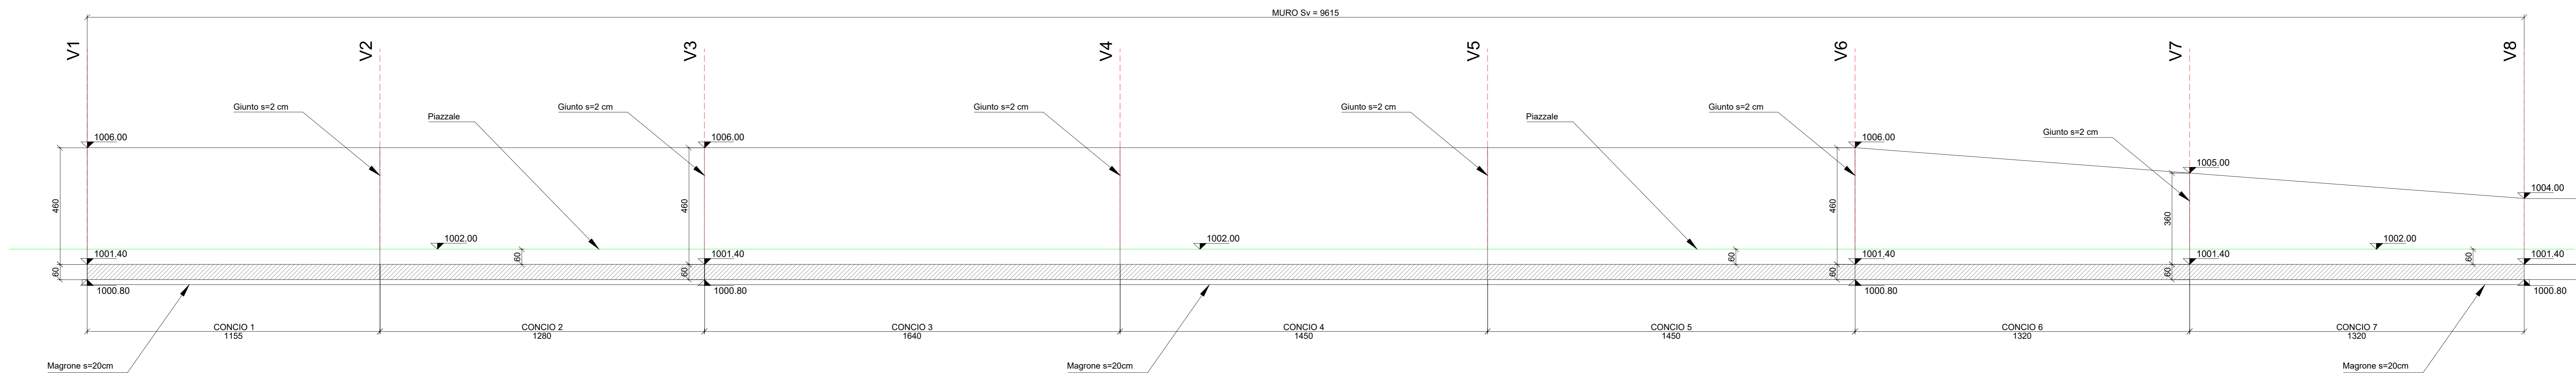 MURO Sv = 9615
V1
V2
V3
V4
V5
V6
V7
V8
Giunto s=2 cm
Piazzale
Giunto s=2 cm
Giunto s=2 cm
Giunto s=2 cm
Piazzale
Giunto s=2 cm
Giunto s=2 cm
1006.00
1006.00
1006.00
1005.00
1004.00
460
460
460
360
1002.00
1002.00
1002.00
60
60
60
1001.40
1001.40
1001.40
1001.40
1001.40
60
60
60
60
1000.80
1000.80
1000.80
1000.80
CONCIO 1
1155
CONCIO 2
1280
CONCIO 3
1640
CONCIO 4
1450
CONCIO 5
1450
CONCIO 6
1320
CONCIO 7
1320
Magrone s=20cm
Magrone s=20cm
Magrone s=20cm